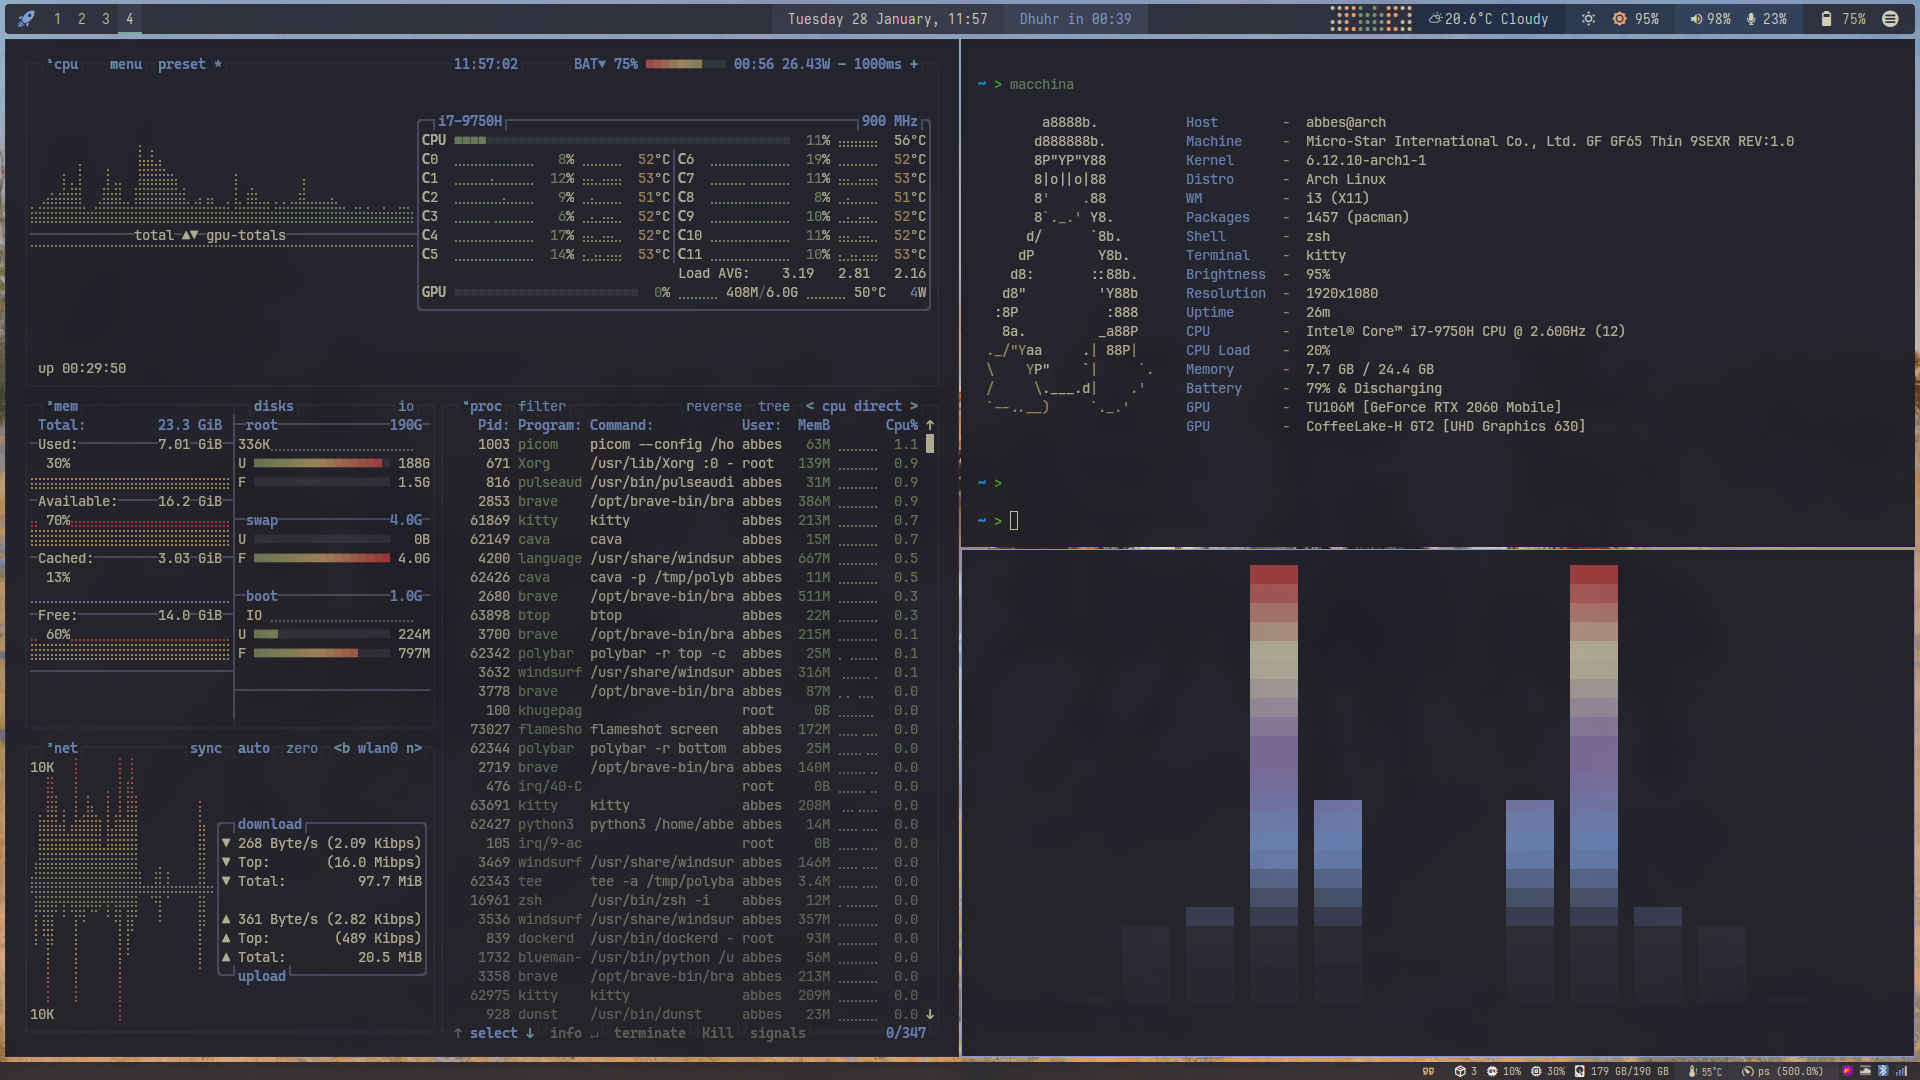 1 2 3 4
Tuesday 28 January, 11:57
Dhuhr in 00:39
20.6°C Cloudy
95%
98% 23%
75%
¹cpu menu preset *
11:57:02
BAT▼ 75% 00:56 26.43W − 1000ms +
i7-9750H 900 MHz
CPU 11% 56°C
C0 8% 52°C C6 19% 52°C
C1 12% 53°C C7 11% 53°C
C2 9% 51°C C8 8% 51°C
C3 6% 52°C C9 10% 52°C
C4 17% 52°C C10 11% 52°C
C5 14% 53°C C11 10% 53°C
Load AVG: 3.19 2.81 2.16
GPU 0% 408M/6.0G 50°C 4W
total ▲▼ gpu-totals
up 00:29:50
²mem
Total: 23.3 GiB
Used: 7.01 GiB
30%
Available: 16.2 GiB
70%
Cached: 3.03 GiB
13%
Free: 14.0 GiB
60%
disks io
root 190G
336K
U 188G
F 1.5G
swap 4.0G
U 0B
F 4.0G
boot 1.0G
IO
U 224M
F 797M
³net sync auto zero <b wlan0 n>
10K
download
▼ 268 Byte/s (2.09 Kibps)
▼ Top: (16.0 Mibps)
▼ Total: 97.7 MiB
▲ 361 Byte/s (2.82 Kibps)
▲ Top: (489 Kibps)
▲ Total: 20.5 MiB
upload
10K
⁴proc filter reverse tree < cpu direct >
Pid: Program: Command: User: MemB Cpu% ↑
1003 picom picom --config /ho abbes 63M 1.1
671 Xorg /usr/lib/Xorg :0 - root 139M 0.9
816 pulseaud /usr/bin/pulseaudi abbes 31M 0.9
2853 brave /opt/brave-bin/bra abbes 386M 0.9
61869 kitty kitty abbes 213M 0.7
62149 cava cava abbes 15M 0.7
4200 language /usr/share/windsur abbes 667M 0.5
62426 cava cava -p /tmp/polyb abbes 11M 0.5
2680 brave /opt/brave-bin/bra abbes 511M 0.3
63898 btop btop abbes 22M 0.3
3700 brave /opt/brave-bin/bra abbes 215M 0.1
62342 polybar polybar -r top -c abbes 25M 0.1
3632 windsurf /usr/share/windsur abbes 316M 0.1
3778 brave /opt/brave-bin/bra abbes 87M 0.0
100 khugepag root 0B 0.0
73027 flamesho flameshot screen abbes 172M 0.0
62344 polybar polybar -r bottom abbes 25M 0.0
2719 brave /opt/brave-bin/bra abbes 140M 0.0
476 irq/40-C root 0B 0.0
63691 kitty kitty abbes 208M 0.0
62427 python3 python3 /home/abbe abbes 14M 0.0
105 irq/9-ac root 0B 0.0
3469 windsurf /usr/share/windsur abbes 146M 0.0
62343 tee tee -a /tmp/polyba abbes 3.4M 0.0
16961 zsh /usr/bin/zsh -i abbes 12M 0.0
3536 windsurf /usr/share/windsur abbes 357M 0.0
839 dockerd /usr/bin/dockerd - root 93M 0.0
1732 blueman- /usr/bin/python /u abbes 56M 0.0
3358 brave /opt/brave-bin/bra abbes 213M 0.0
62975 kitty kitty abbes 209M 0.0
928 dunst /usr/bin/dunst abbes 23M 0.0 ↓
↑ select ↓ info ↵ terminate Kill signals 0/347
~ > macchina
a8888b. Host - abbes@arch
d888888b. Machine - Micro-Star International Co., Ltd. GF GF65 Thin 9SEXR REV:1.0
8P"YP"Y88 Kernel - 6.12.10-arch1-1
8|o||o|88 Distro - Arch Linux
8' .88 WM - i3 (X11)
8`._.' Y8. Packages - 1457 (pacman)
d/ `8b. Shell - zsh
dP Y8b. Terminal - kitty
d8: ::88b. Brightness - 95%
d8" 'Y88b Resolution - 1920x1080
:8P :888 Uptime - 26m
8a. _a88P CPU - Intel® Core™ i7-9750H CPU @ 2.60GHz (12)
._/"Yaa .| 88P| CPU Load - 20%
\ YP" `| `. Memory - 7.7 GB / 24.4 GB
/ \.___.d| .' Battery - 79% & Discharging
`--..__) `._.' GPU - TU106M [GeForce RTX 2060 Mobile]
GPU - CoffeeLake-H GT2 [UHD Graphics 630]
~ >
~ >
3 10% 30% 179 GB/190 GB 55°C ps (500.0%)